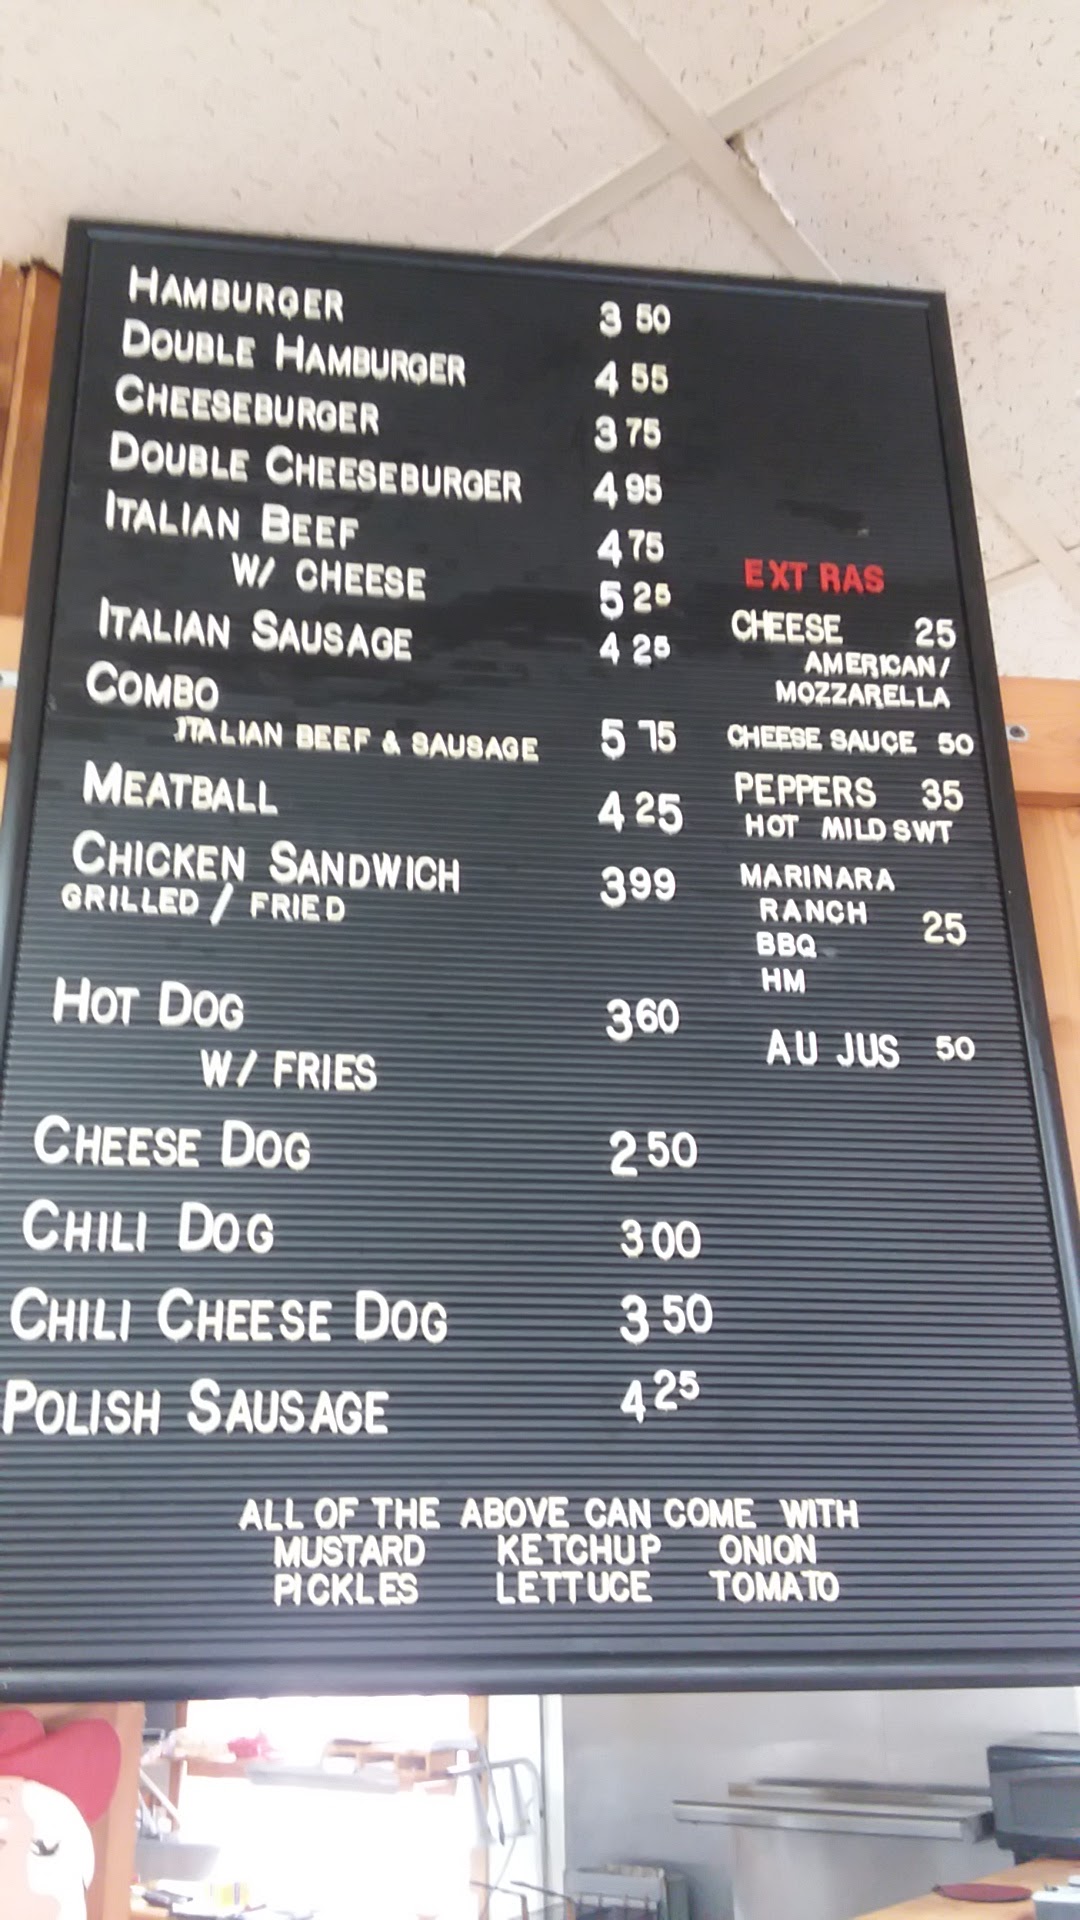 HAMBURGER 3 50
DOUBLE HAMBURGER 4 55
CHEESEBURGER 3 75
DOUBLE CHEESEBURGER 4 95
ITALIAN BEEF 4 75
W/ CHEESE 5 25
ITALIAN SAUSAGE 4 25
COMBO
ITALIAN BEEF & SAUSAGE 5 75
MEATBALL 4 25
CHICKEN SANDWICH 3 99
GRILLED / FRIED
HOT DOG 3 60
W/ FRIES
CHEESE DOG 2 50
CHILI DOG 3 00
CHILI CHEESE DOG 3 50
POLISH SAUSAGE 4 25
EXT RAS
CHEESE 25
AMERICAN/
MOZZARELLA
CHEESE SAUCE 50
PEPPERS 35
HOT MILD SWT
MARINARA
RANCH 25
BBQ
HM
AU JUS 50
ALL OF THE ABOVE CAN COME WITH
MUSTARD KETCHUP ONION
PICKLES LETTUCE TOMATO